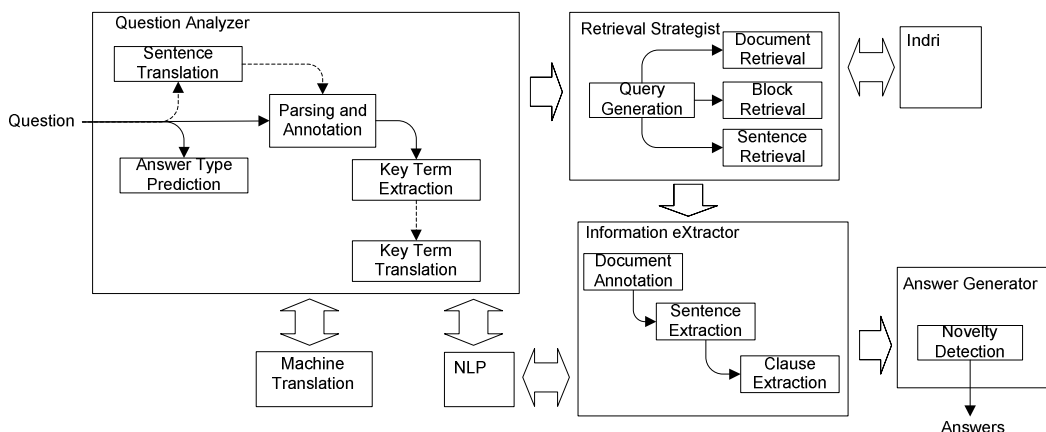 Question Analyzer
Sentence
Translation
Question
Parsing and
Annotation
Answer Type
Prediction
Key Term
Extraction
Key Term
Translation
Machine
Translation
NLP
Retrieval Strategist
Document
Retrieval
Query
Generation
Block
Retrieval
Sentence
Retrieval
Indri
Information eXtractor
Document
Annotation
Sentence
Extraction
Clause
Extraction
Answer Generator
Novelty
Detection
Answers